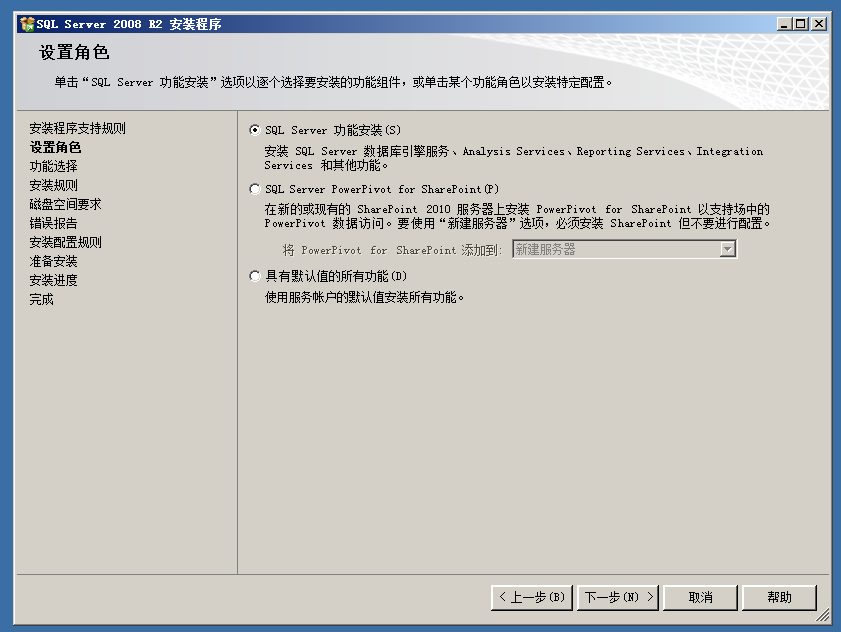 SQL Server 2008 R2 安装程序
设置角色
单击“SQL Server 功能安装”选项以逐个选择要安装的功能组件，或单击某个功能角色以安装特定配置。
安装程序支持规则
设置角色
功能选择
安装规则
磁盘空间要求
错误报告
安装配置规则
准备安装
安装进度
完成
SQL Server 功能安装(S)
安装 SQL Server 数据库引擎服务、Analysis Services、Reporting Services、Integration
Services 和其他功能。
SQL Server PowerPivot for SharePoint(P)
在新的或现有的 SharePoint 2010 服务器上安装 PowerPivot for SharePoint 以支持场中的
PowerPivot 数据访问。要使用“新建服务器”选项，必须安装 SharePoint 但不要进行配置。
将 PowerPivot for SharePoint 添加到: 新建服务器
具有默认值的所有功能(D)
使用服务帐户的默认值安装所有功能。
< 上一步(B) 下一步(N) > 取消 帮助